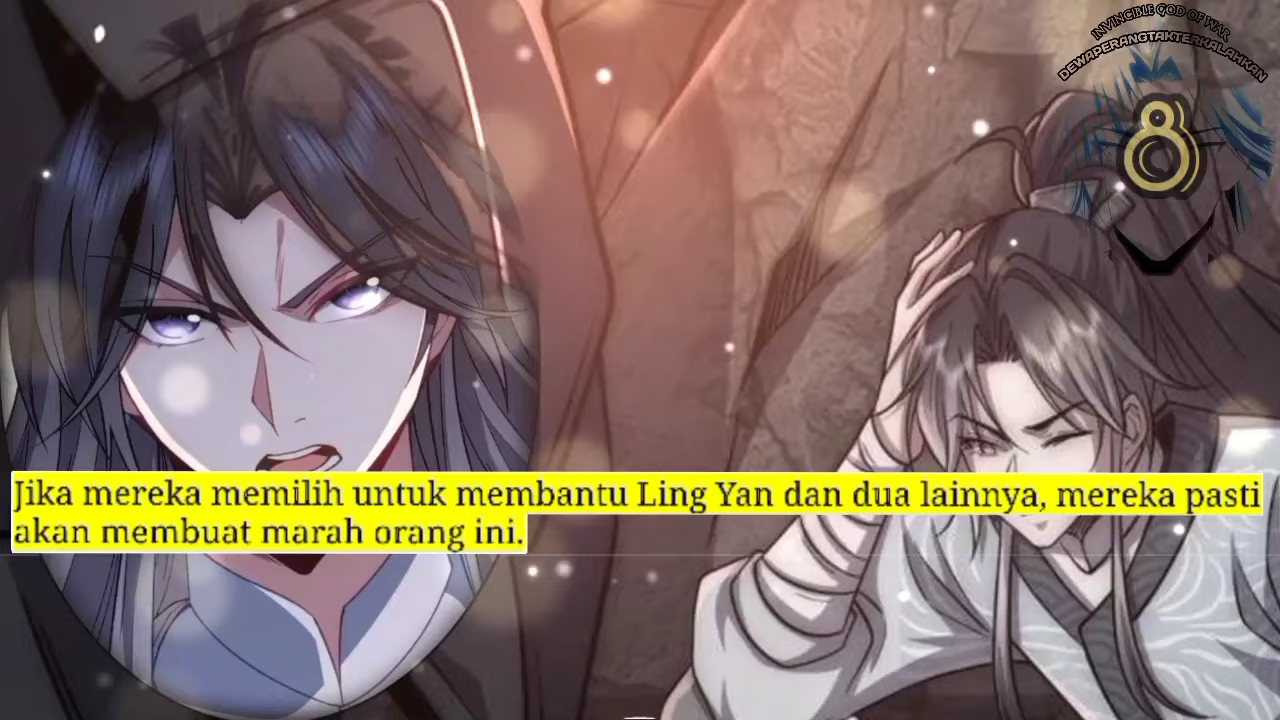 INVINCIBLE GOD OF WAR
DEWAPERANGTAKTERKALAHKAN
8
Jika mereka memilih untuk membantu Ling Yan dan dua lainnya, mereka pasti
akan membuat marah orang ini.